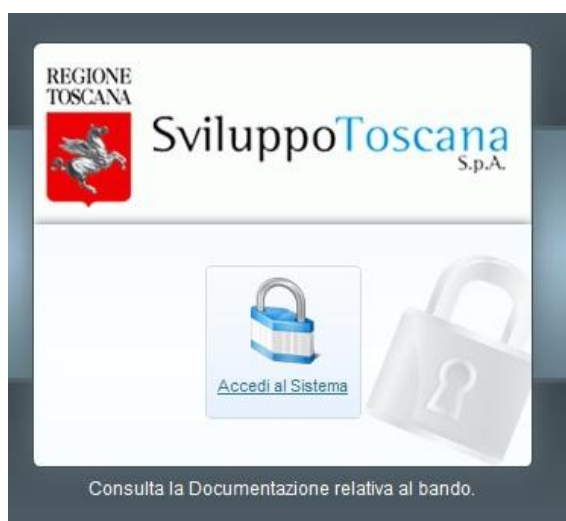 REGIONE
TOSCANA
SviluppoToscana
S.p.A.
Accedi al Sistema
Consulta la Documentazione relativa al bando.